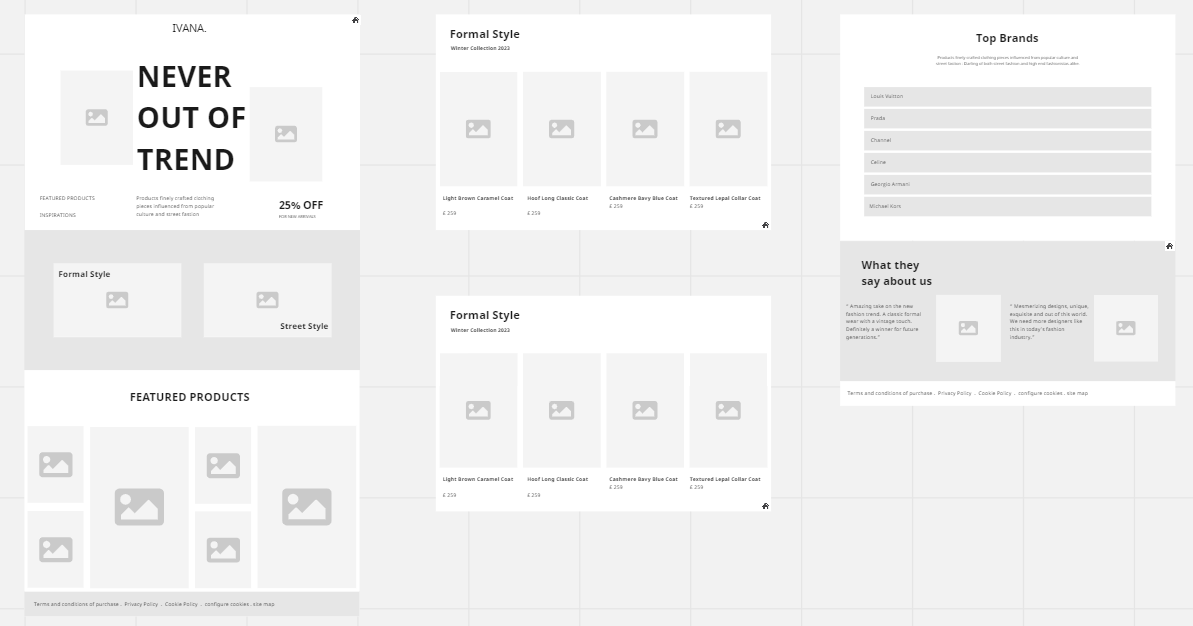 IVANA.
NEVER
OUT OF
TREND
FEATURED PRODUCTS
INSPIRATIONS
Products finely crafted clothing
pieces influenced from popular
culture and street fasion
25% OFF
FOR NEW ARRIVALS
Formal Style
Street Style
FEATURED PRODUCTS
Terms and conditions of purchase . Privacy Policy . Cookie Policy . configure cookies . site map
Formal Style
Winter Collection 2023
Light Brown Caramel Coat
£ 259
Hoof Long Classic Coat
£ 259
Cashmere Bavy Blue Coat
£ 259
Textured Lepal Collar Coat
£ 259
Formal Style
Winter Collection 2023
Light Brown Caramel Coat
£ 259
Hoof Long Classic Coat
£ 259
Cashmere Bavy Blue Coat
£ 259
Textured Lepal Collar Coat
£ 259
Top Brands
Products finely crafted clothing pieces influenced from popular culture and
street fashion . Darling of both street fashion and high end fashionistas alike.
Louis Vuitton
Prada
Channel
Celine
Georgio Armani
Michael Kors
What they
say about us
" Amazing take on the new
fashion trend. A classic formal
wear with a vintage touch.
Definitely a winner for future
generations."
" Mesmerizing designs, unique,
exquisite and out of this world.
We need more designers like
this in today's fashion
industry."
Terms and conditions of purchase . Privacy Policy . Cookie Policy . configure cookies . site map